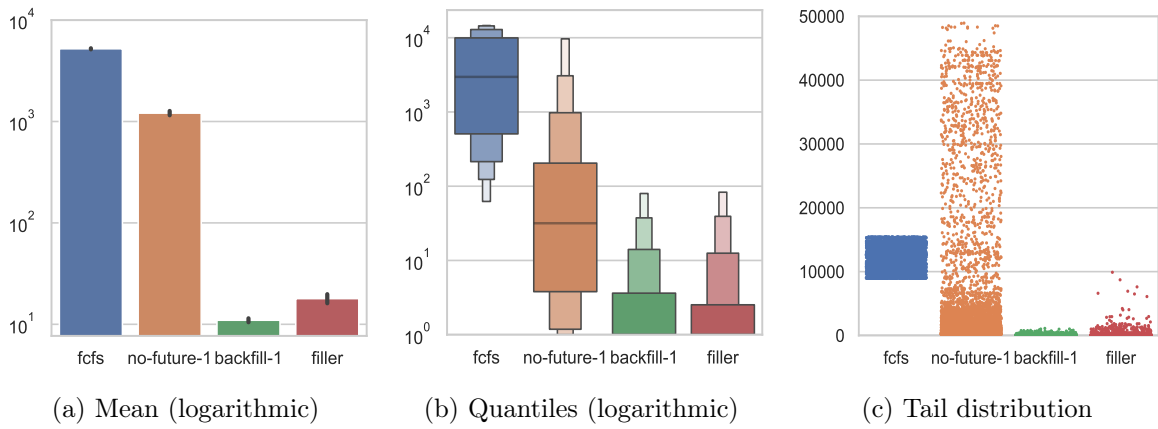 10^4
10^3
10^2
10^1
fcfs no-future-1 backfill-1 filler
(a) Mean (logarithmic)
10^4
10^3
10^2
10^1
10^0
fcfs no-future-1 backfill-1 filler
(b) Quantiles (logarithmic)
50000
40000
30000
20000
10000
0
fcfs no-future-1 backfill-1 filler
(c) Tail distribution